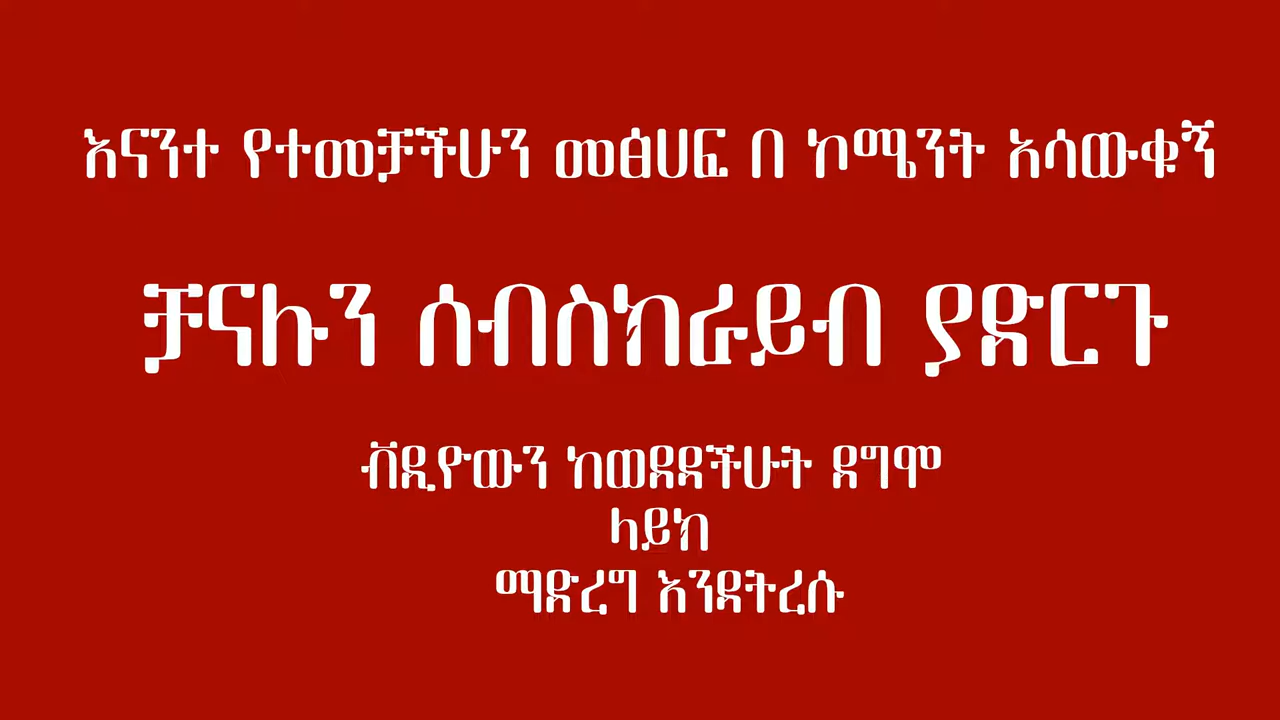 እናንተ የተመቻችሁን መፅሀፍ በ ኮሜንት አሳውቁኝ
ቻናሉን ሰብስክራይብ ያድርጉ
ቭዲዮውን ከወደዳችሁት ደግሞ
ላይክ
ማድረግ እንዳትረሱ